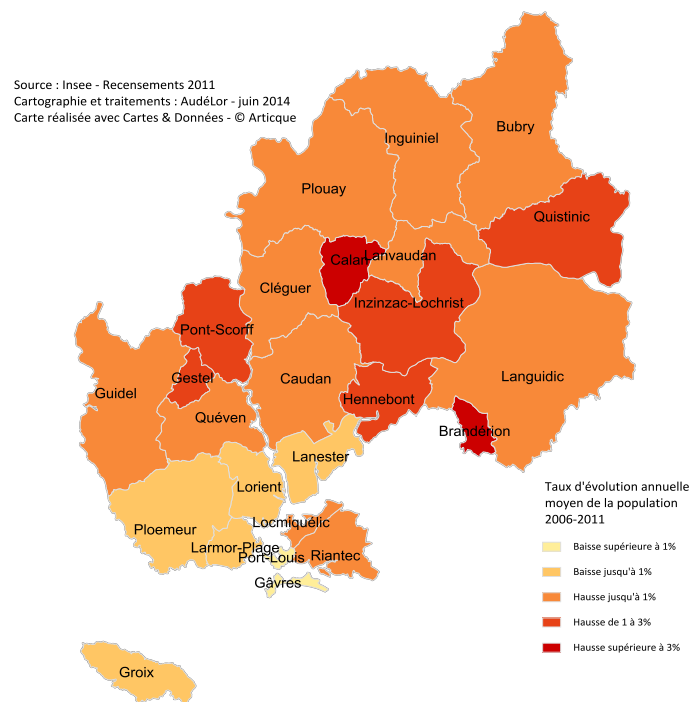 Source : Insee - Recensements 2011
Cartographie et traitements : AudéLor - juin 2014
Carte réalisée avec Cartes & Données - © Articque
Bubry
Inguiniel
Plouay
Quistinic
Calan
Lanvaudan
Cléguer
Inzinzac-Lochrist
Pont-Scorff
Gestel
Caudan
Languidic
Guidel
Hennebont
Quéven
Brandérion
Lanester
Lorient
Ploemeur
Locmiquélic
Larmor-Plage
Port-Louis
Riantec
Gâvres
Groix
Taux d'évolution annuelle
moyen de la population
2006-2011
Baisse supérieure à 1%
Baisse jusqu'à 1%
Hausse jusqu'à 1%
Hausse de 1 à 3%
Hausse supérieure à 3%